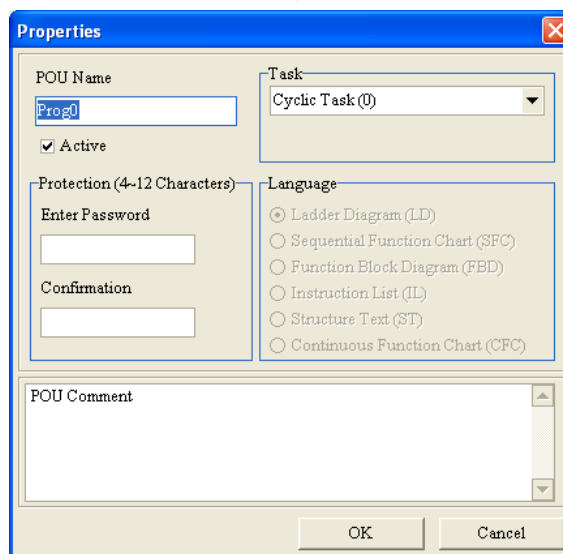 Properties
POU Name
Prog0
Active
Task
Cyclic Task (0)
Protection (4~12 Characters)
Enter Password
Confirmation
Language
Ladder Diagram (LD)
Sequential Function Chart (SFC)
Function Block Diagram (FBD)
Instruction List (IL)
Structure Text (ST)
Continuous Function Chart (CFC)
POU Comment
OK
Cancel